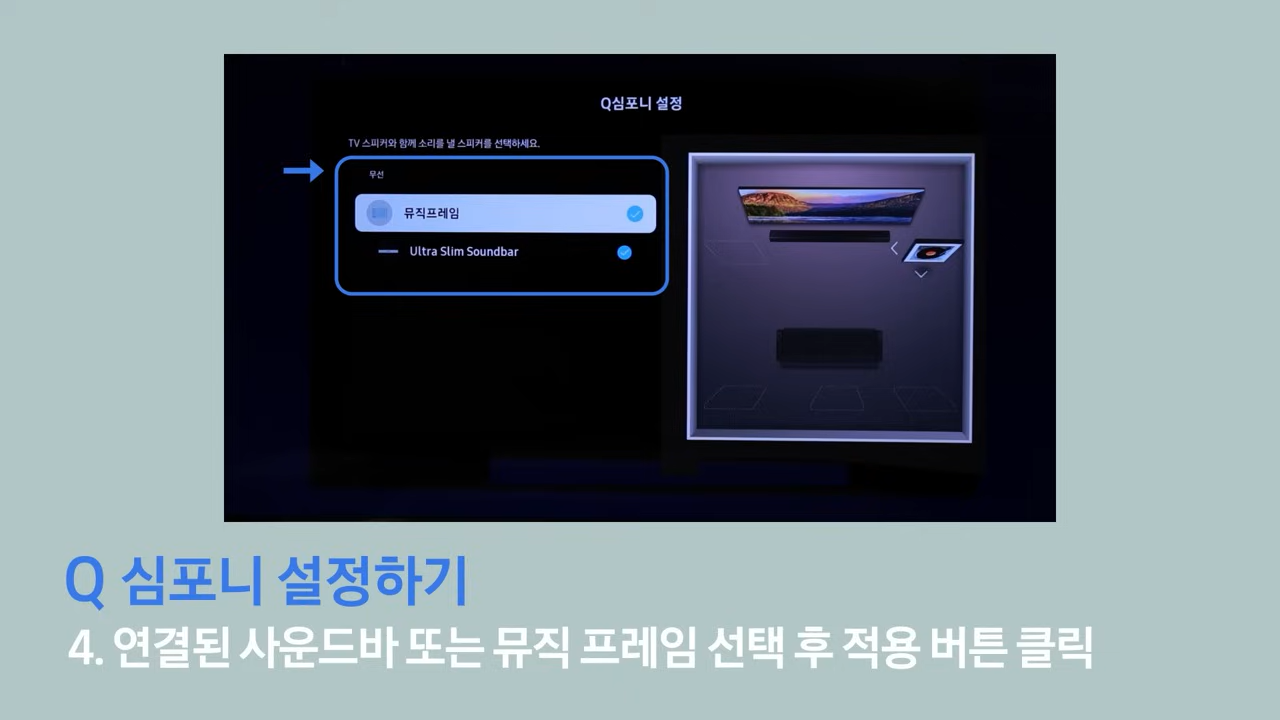 Q심포니 설정
TV 스피커와 함께 소리를 낼 스피커를 선택하세요.
무선
뮤직프레임
Ultra Slim Soundbar
Q 심포니 설정하기
4. 연결된 사운드바 또는 뮤직 프레임 선택 후 적용 버튼 클릭